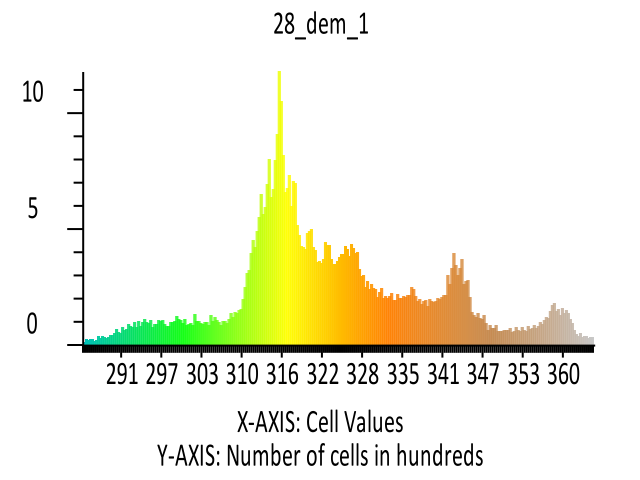 28_dem_1
10
5
0
291 297 303 310 316 322 328 335 341 347 353 360
X-AXIS: Cell Values
Y-AXIS: Number of cells in hundreds